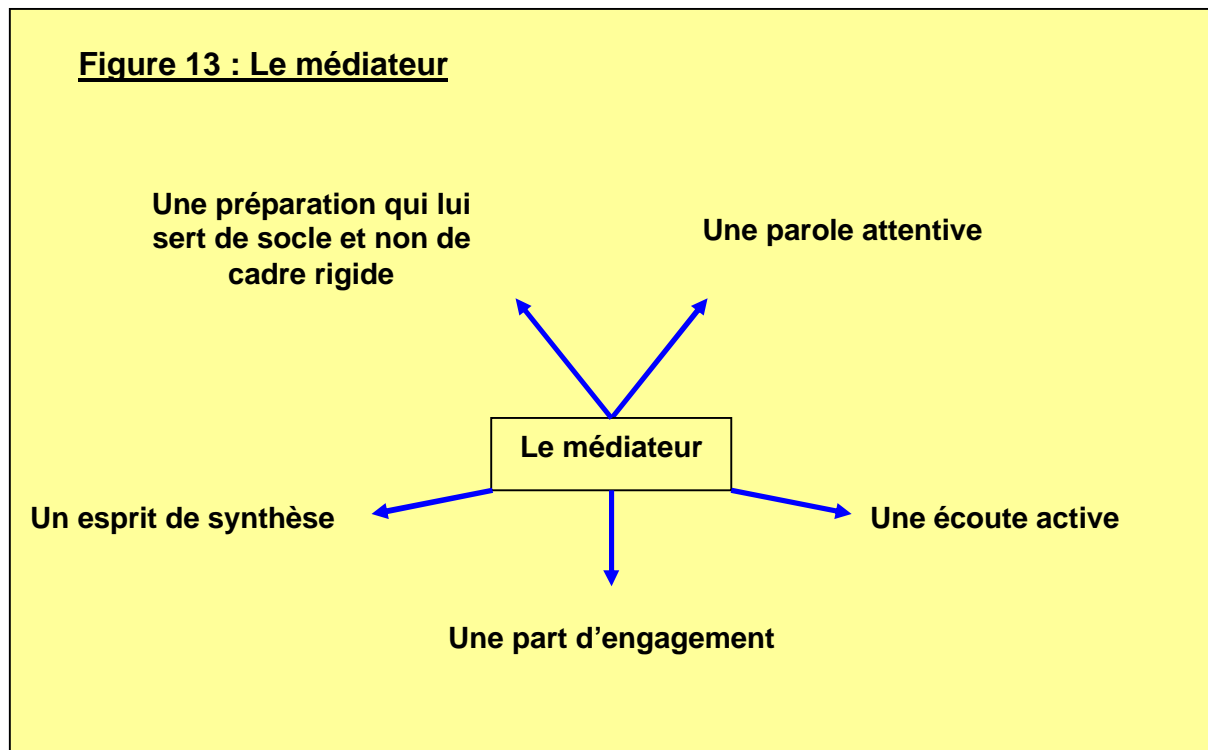 Figure 13 : Le médiateur
Une préparation qui lui
sert de socle et non de
cadre rigide
Une parole attentive
Le médiateur
Un esprit de synthèse
Une écoute active
Une part d’engagement